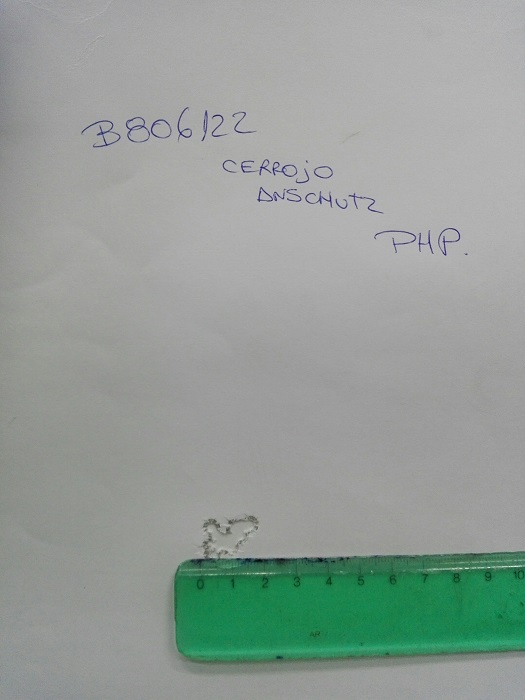 B806122
CERROJO
ANSCHUTZ
PHP.
0 1 2 3 4 5 6 7 8 9 10